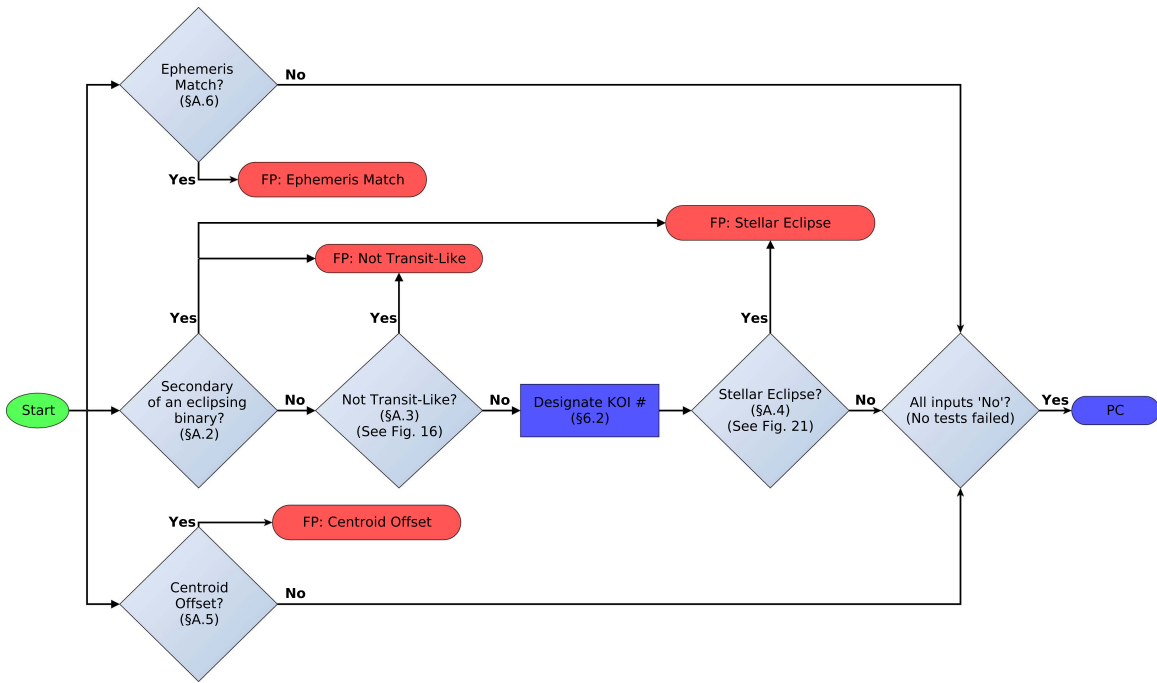 Ephemeris
Match?
(§A.6)
No
Yes
FP: Ephemeris Match
FP: Stellar Eclipse
FP: Not Transit-Like
Yes
Yes
Yes
Start
Secondary
of an eclipsing
binary?
(§A.2)
No
Not Transit-Like?
(§A.3)
(See Fig. 16)
No
Designate KOI #
(§6.2)
Stellar Eclipse?
(§A.4)
(See Fig. 21)
No
All inputs 'No'?
(No tests failed)
Yes
PC
Yes
FP: Centroid Offset
Centroid
Offset?
(§A.5)
No